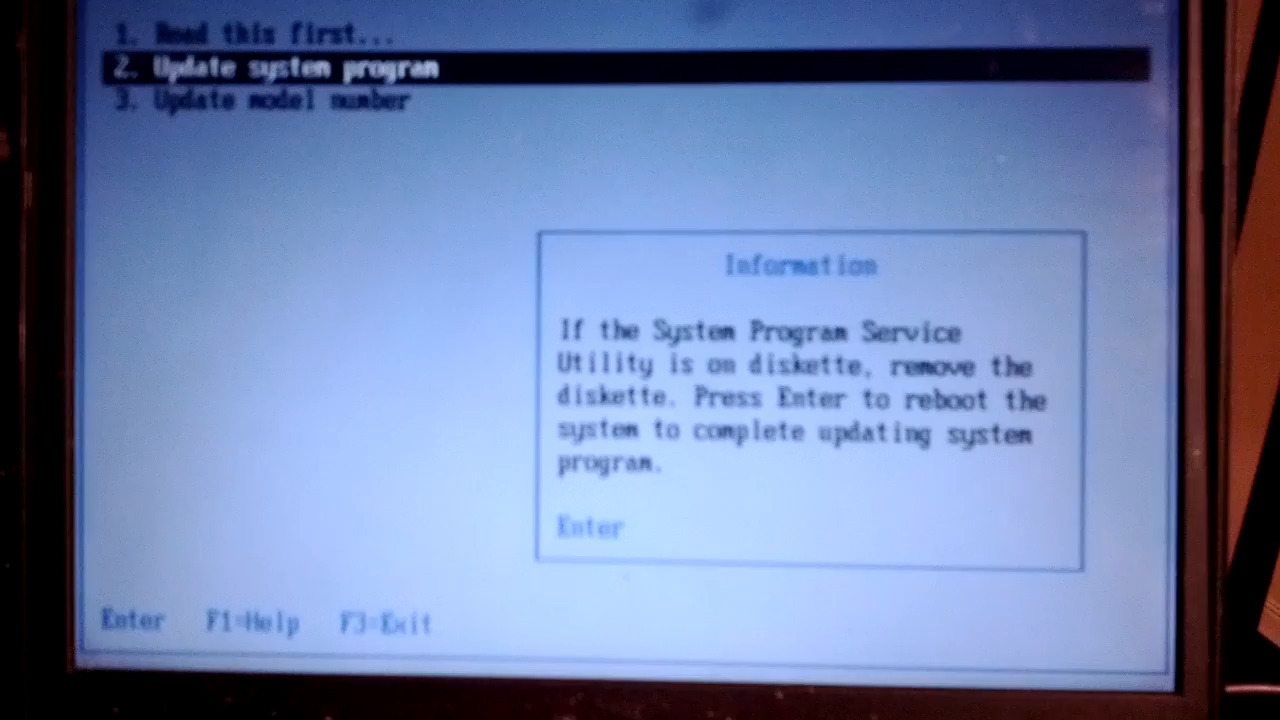 1. Read this first...
2. Update system program
3. Update model number
Information
If the System Program Service
Utility is on diskette, remove the
diskette. Press Enter to reboot the
system to complete updating system
program.
Enter
Enter F1=Help F3=Exit